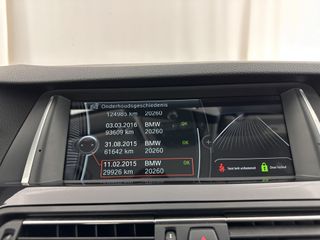 Onderhoudsgeschiedenis
124985 km 20260
03.03.2016 BMW OK
93609 km 20260
31.08.2015 BMW OK
61642 km 20260
11.02.2015 BMW OK
29926 km 20260